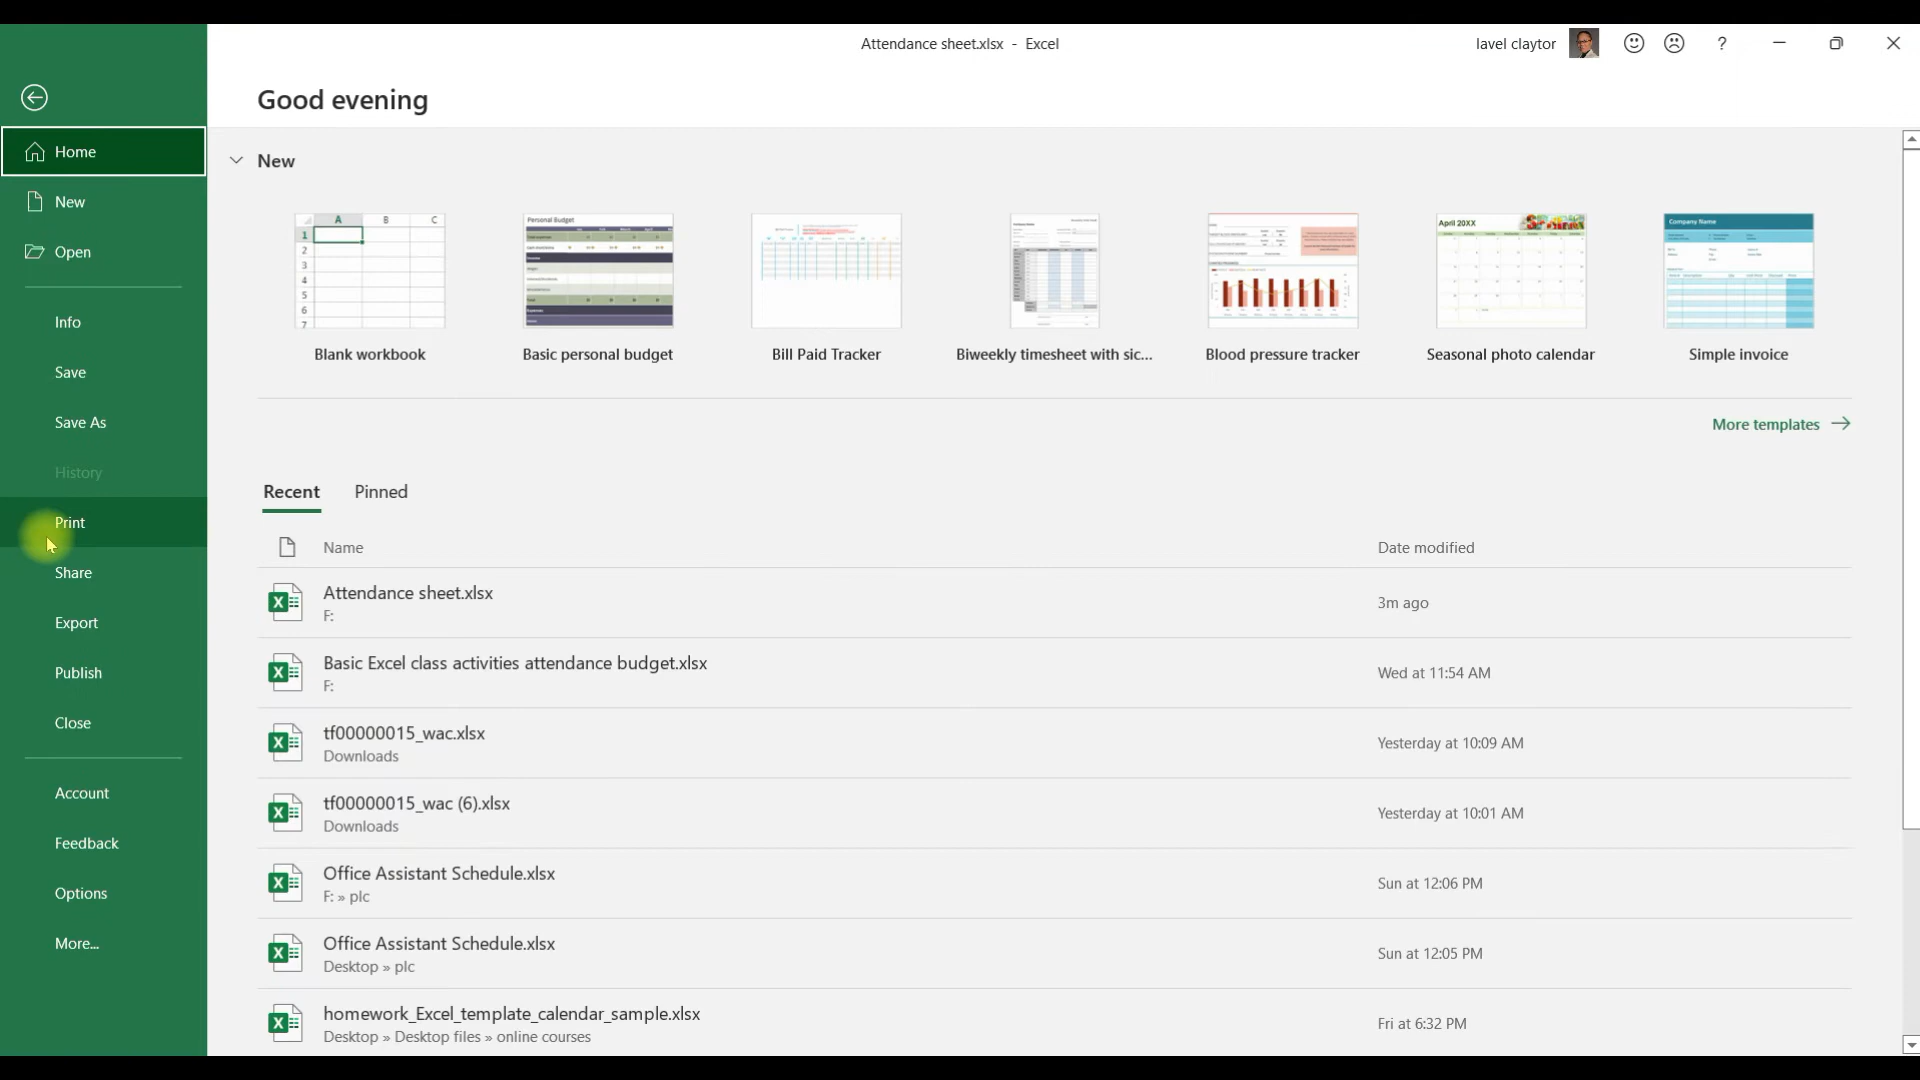 Attendance sheet.xlsx - Excel
lavel claytor
?
Good evening
Home
New
Open
Info
Save
Save As
History
Print
Share
Export
Publish
Close
Account
Feedback
Options
More...
New
A B C
1
2
3
4
5
6
7
Personal Budget
April 20XX
Company Name
Blank workbook
Basic personal budget
Bill Paid Tracker
Biweekly timesheet with sic...
Blood pressure tracker
Seasonal photo calendar
Simple invoice
More templates
Recent Pinned
Name Date modified
Attendance sheet.xlsx
F:
3m ago
Basic Excel class activities attendance budget.xlsx
F:
Wed at 11:54 AM
tf00000015_wac.xlsx
Downloads
Yesterday at 10:09 AM
tf00000015_wac (6).xlsx
Downloads
Yesterday at 10:01 AM
Office Assistant Schedule.xlsx
F: » plc
Sun at 12:06 PM
Office Assistant Schedule.xlsx
Desktop » plc
Sun at 12:05 PM
homework_Excel_template_calendar_sample.xlsx
Desktop » Desktop files » online courses
Fri at 6:32 PM